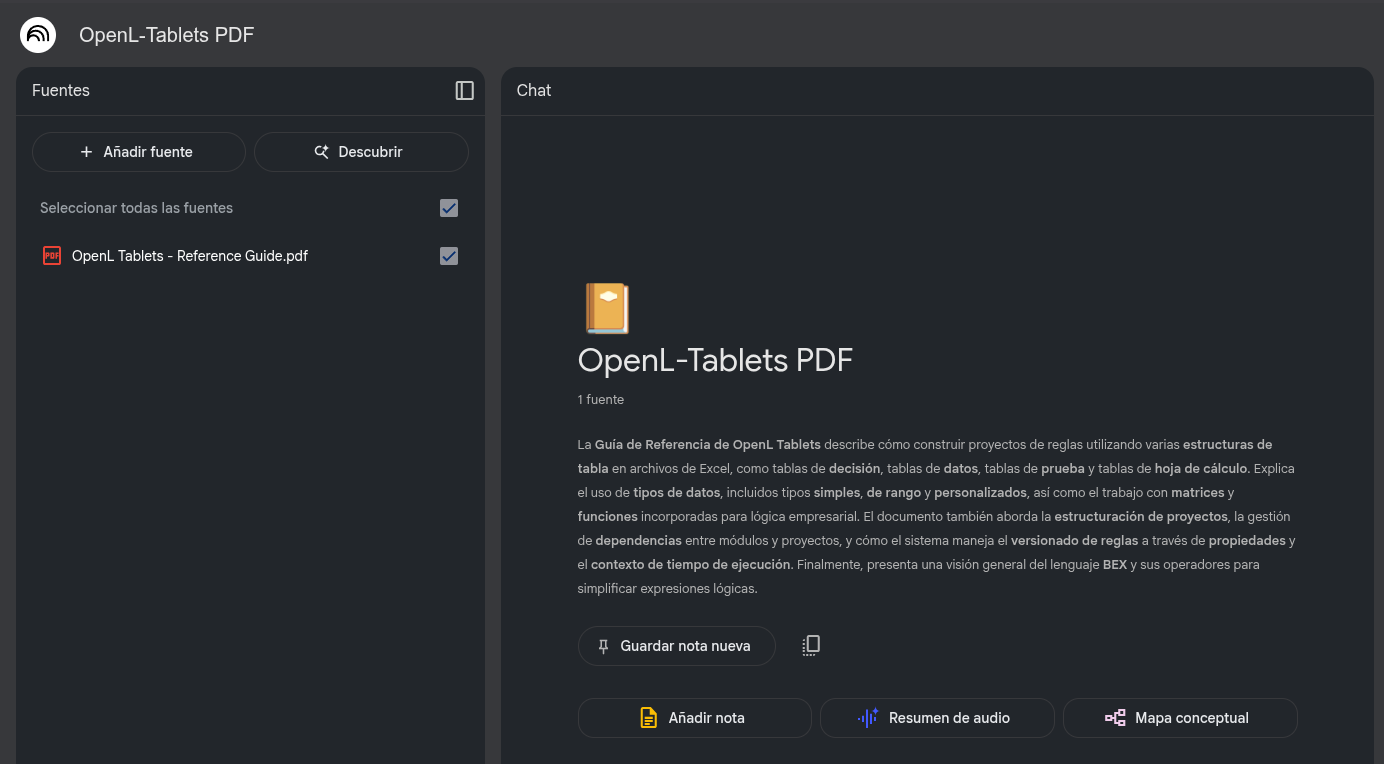 OpenL-Tablets PDF
Fuentes
Añadir fuente
Descubrir
Seleccionar todas las fuentes
PDF
OpenL Tablets - Reference Guide.pdf
Chat
OpenL-Tablets PDF
1 fuente
La Guía de Referencia de OpenL Tablets describe cómo construir proyectos de reglas utilizando varias estructuras de
tabla en archivos de Excel, como tablas de decisión, tablas de datos, tablas de prueba y tablas de hoja de cálculo. Explica
el uso de tipos de datos, incluidos tipos simples, de rango y personalizados, así como el trabajo con matrices y
funciones incorporadas para lógica empresarial. El documento también aborda la estructuración de proyectos, la gestión
de dependencias entre módulos y proyectos, y cómo el sistema maneja el versionado de reglas a través de propiedades y
el contexto de tiempo de ejecución. Finalmente, presenta una visión general del lenguaje BEX y sus operadores para
simplificar expresiones lógicas.
Guardar nota nueva
Añadir nota
Resumen de audio
Mapa conceptual